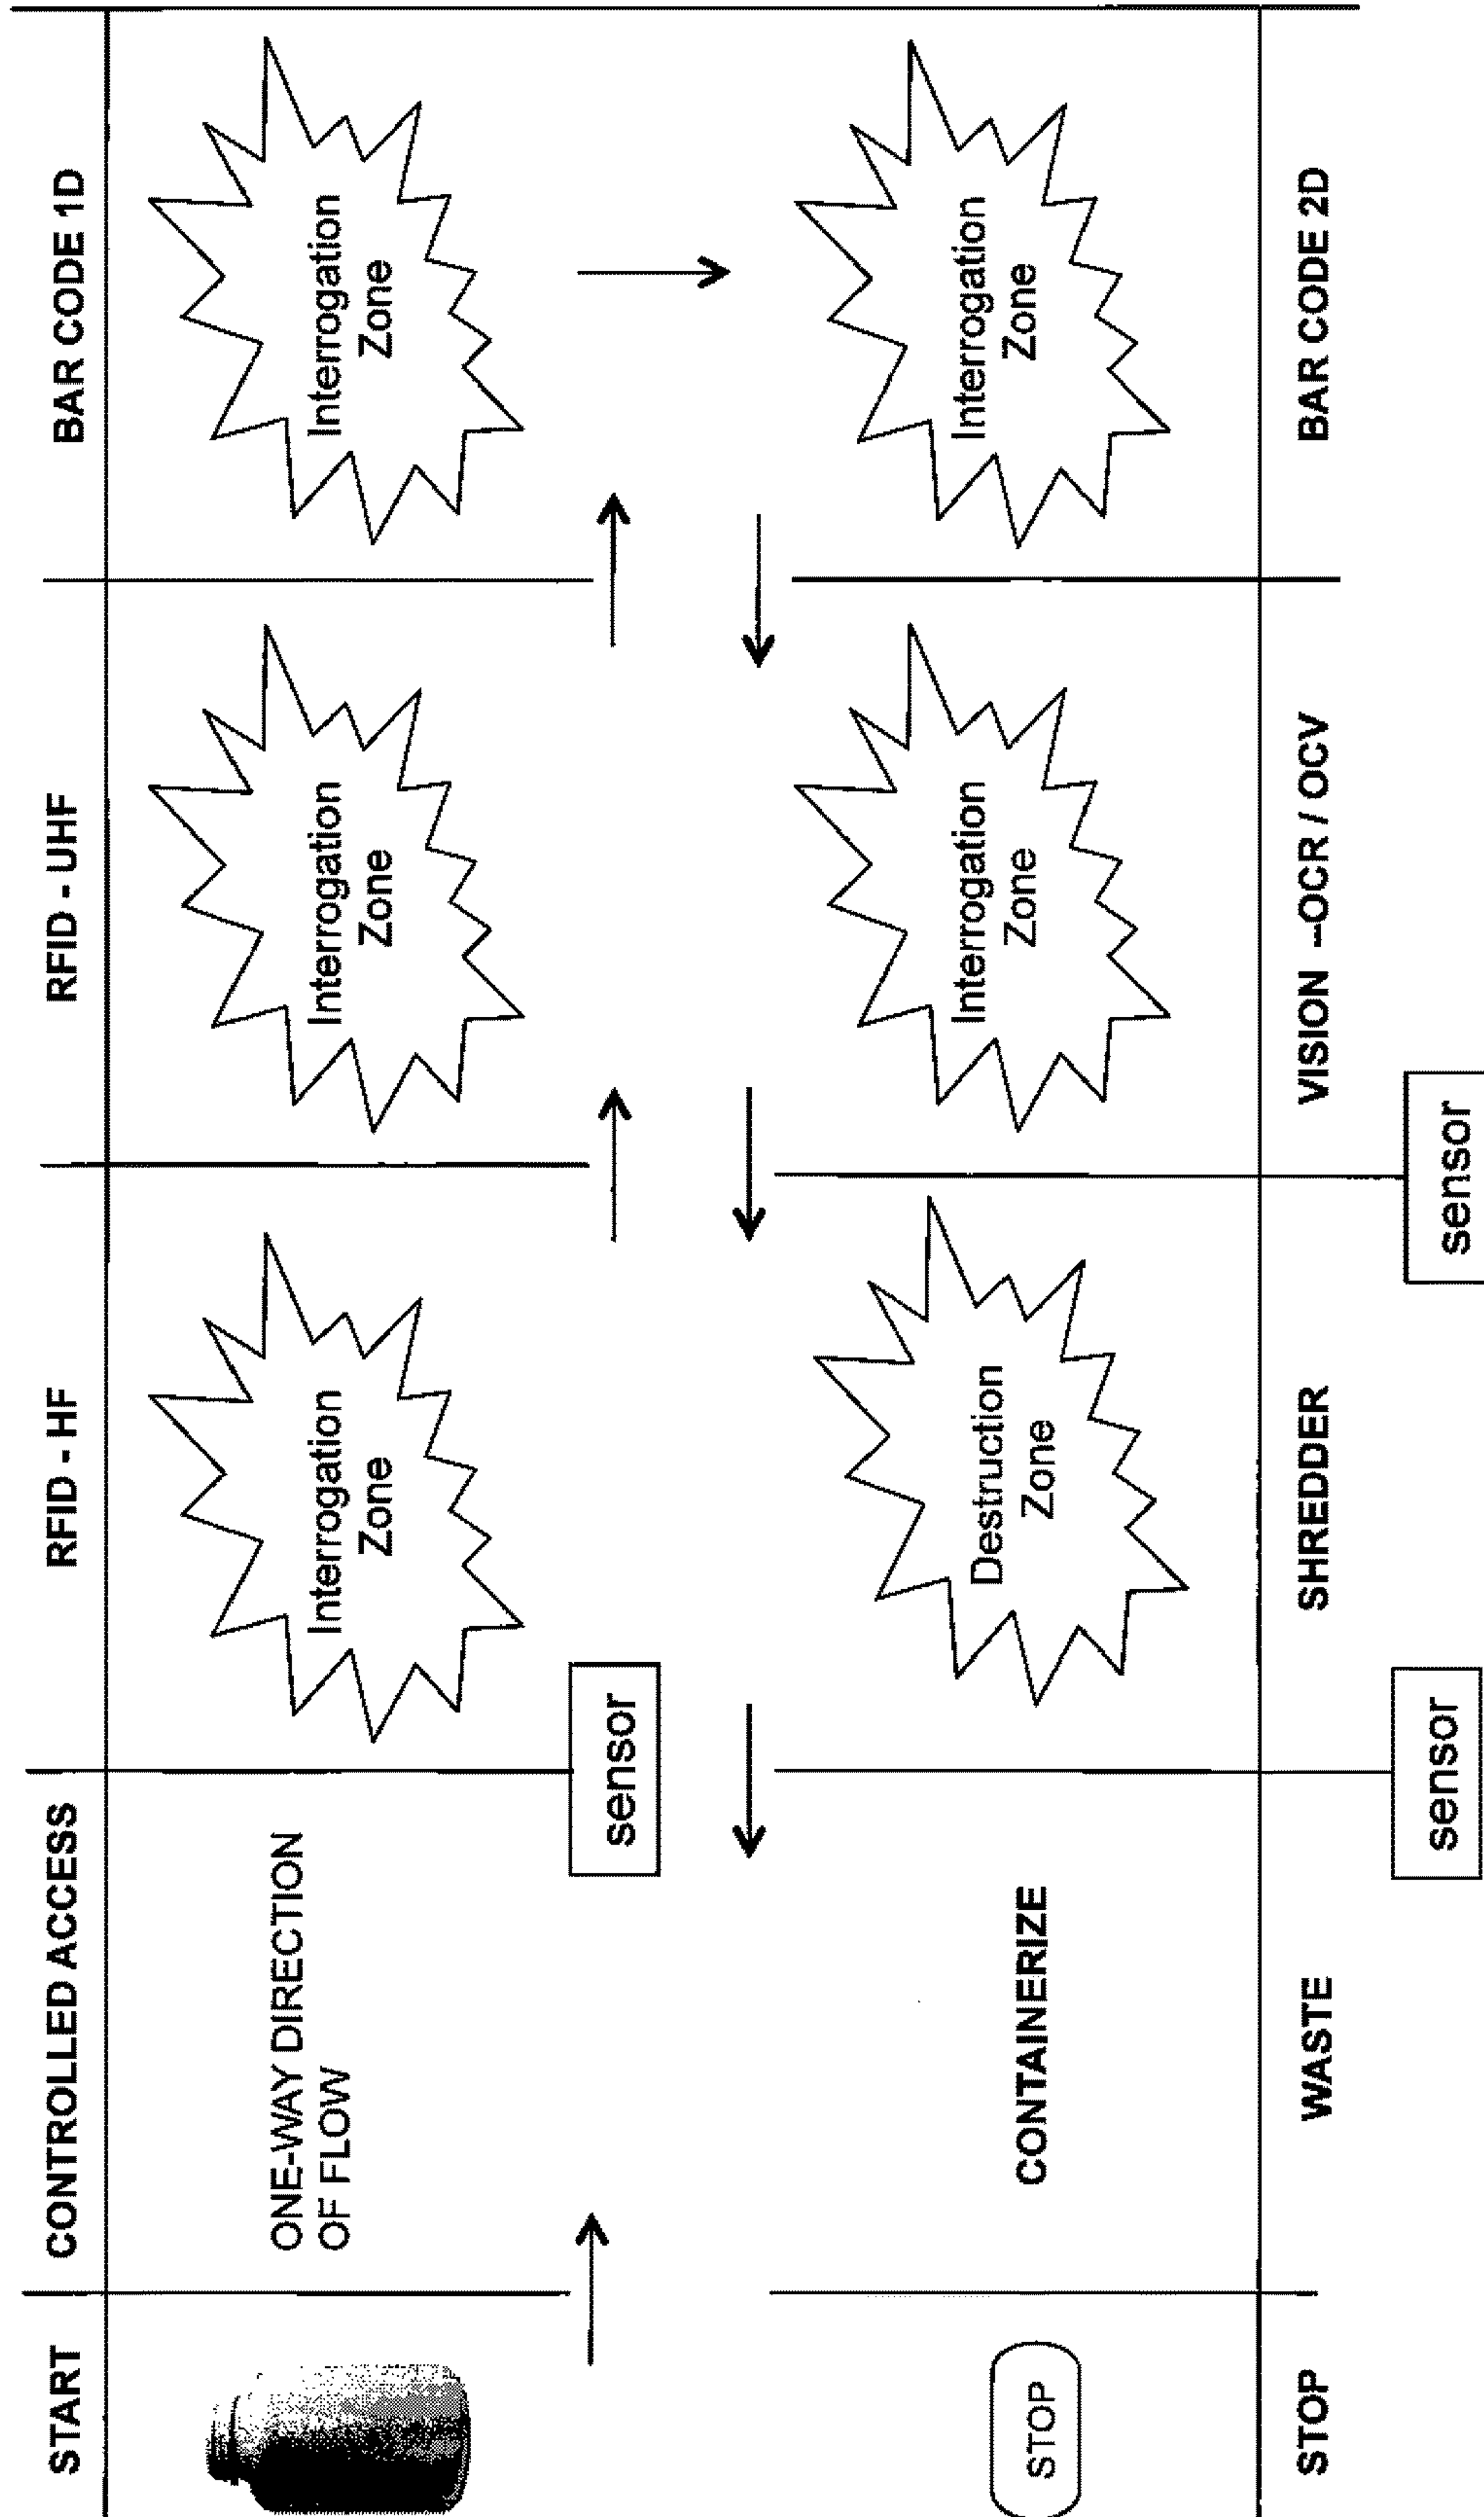 START
CONTROLLED ACCESS
RFID - HF
RFID - UHF
BAR CODE 1D
ONE-WAY DIRECTION
OF FLOW
Interrogation
Zone
Interrogation
Zone
Interrogation
Zone
sensor
STOP
CONTAINERIZE
Destruction
Zone
Interrogation
Zone
Interrogation
Zone
STOP
WASTE
SHREDDER
VISION --OCR / OCV
BAR CODE 2D
sensor
sensor